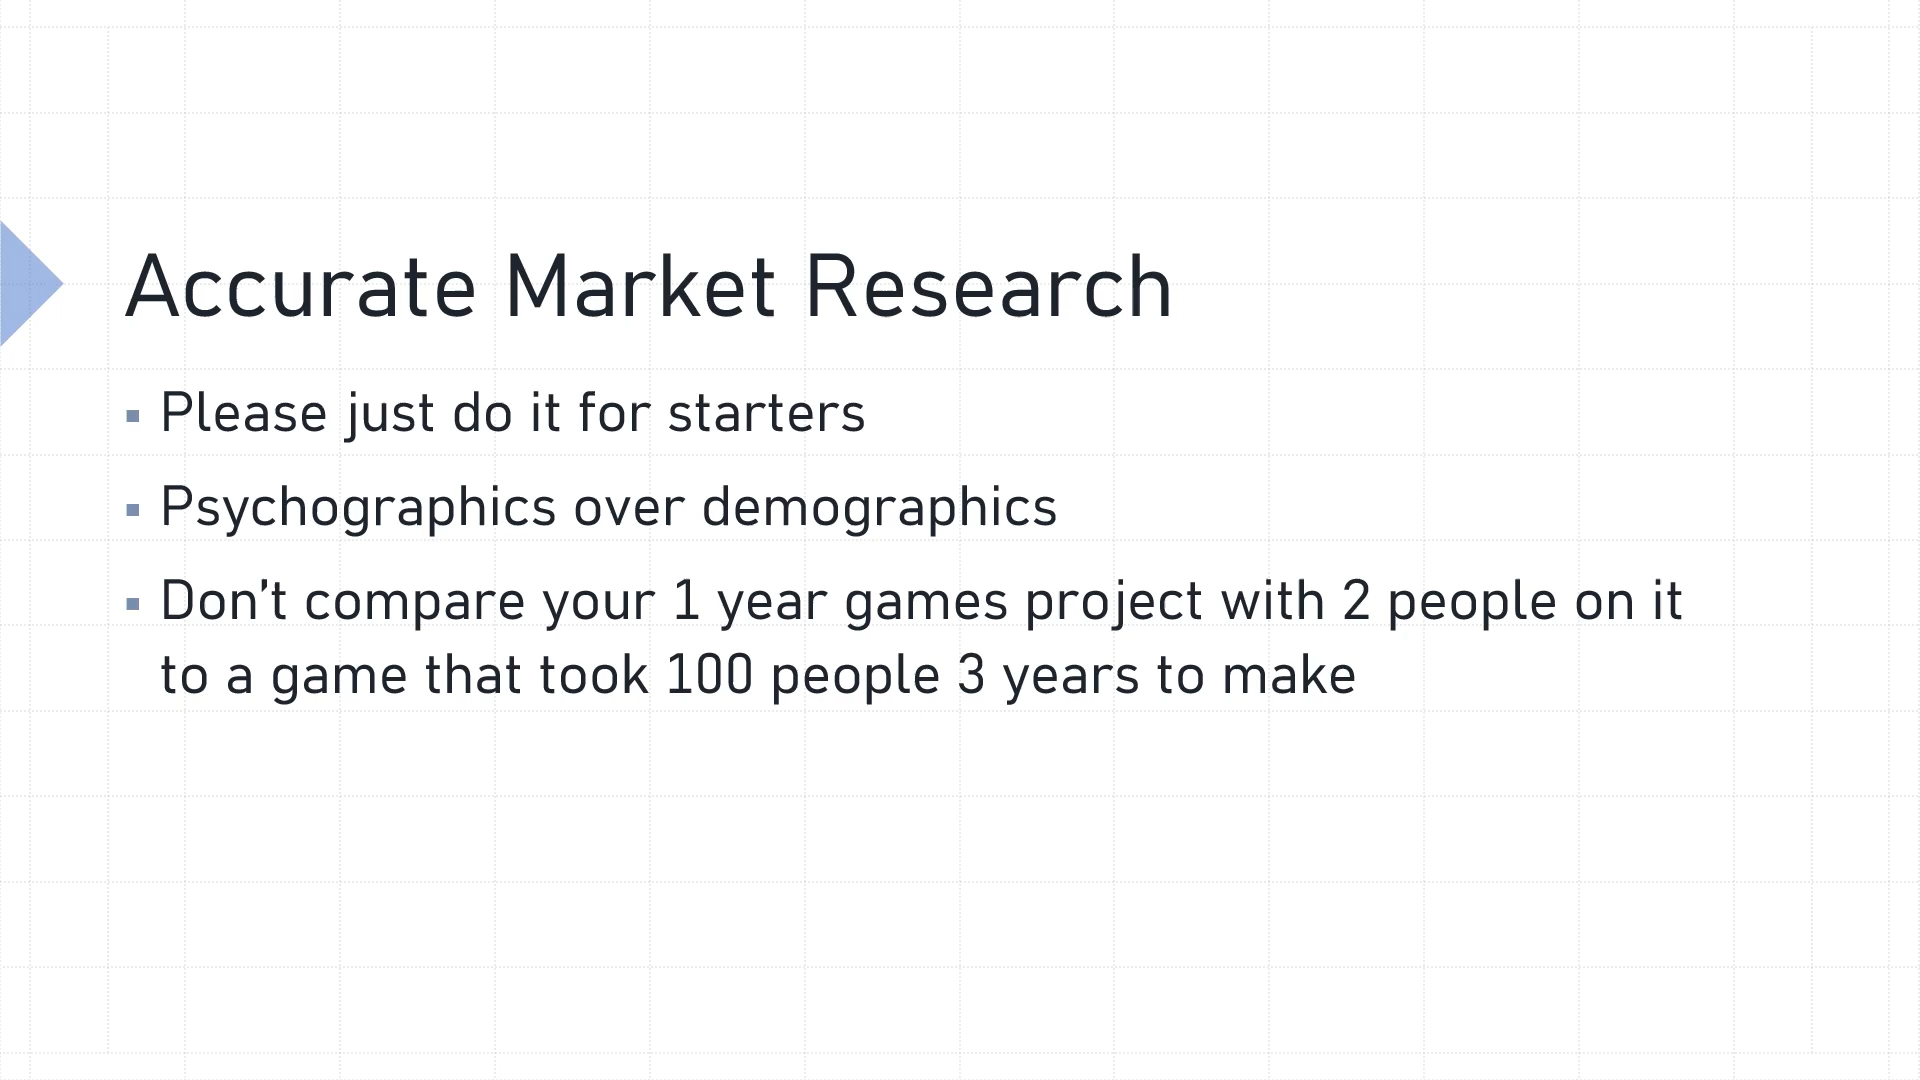 Accurate Market Research
▪ Please just do it for starters
▪ Psychographics over demographics
▪ Don't compare your 1 year games project with 2 people on it
to a game that took 100 people 3 years to make